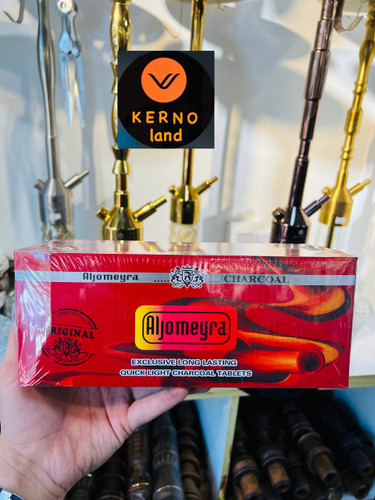 KERNO
land
Aljomeyra ..... CHARCOAL
ORIGINAL
Aljomeyra
EXCLUSIVE LONG LASTING
QUICK LIGHT CHARCOAL TABLETS